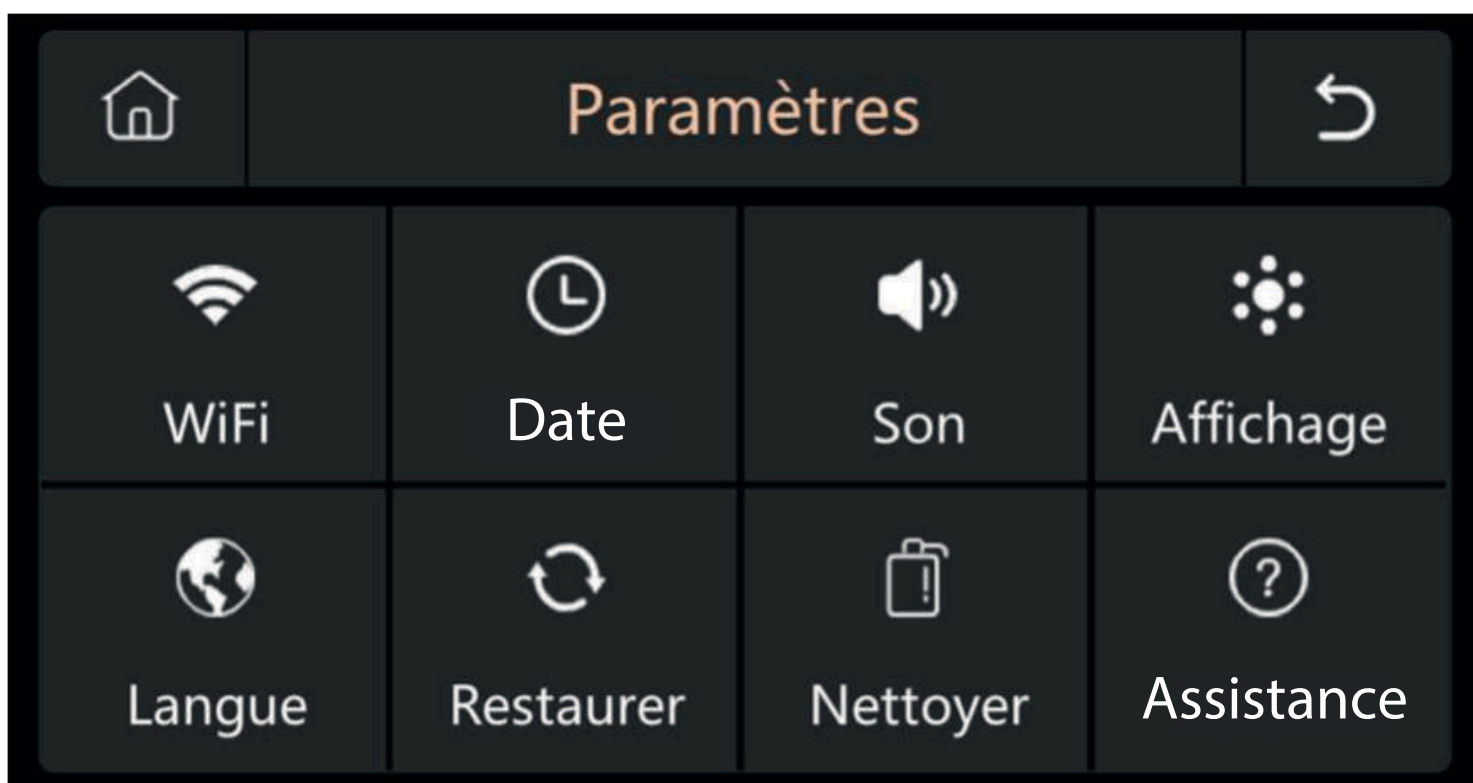 Paramètres
WiFi Date Son Affichage
Langue Restaurer Nettoyer Assistance